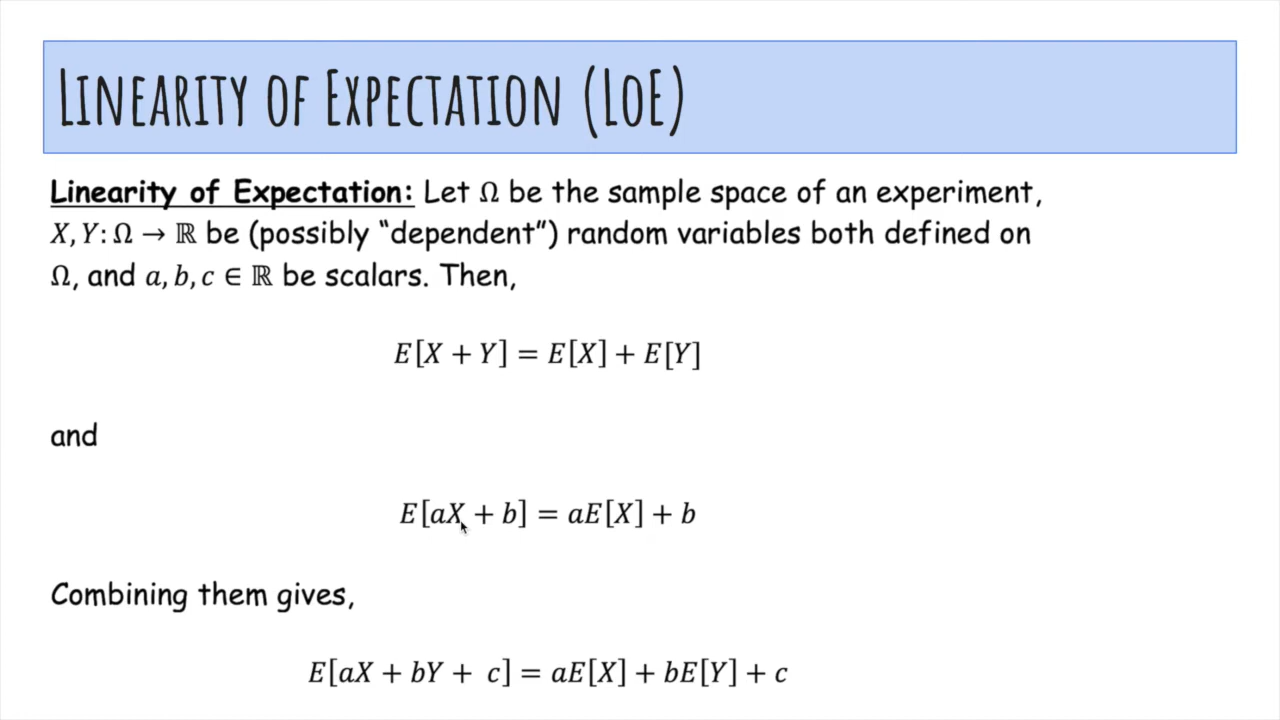 LINEARITY OF EXPECTATION (LOE)
Linearity of Expectation: Let Ω be the sample space of an experiment,
X, Y: Ω → ℝ be (possibly “dependent”) random variables both defined on
Ω, and a, b, c ∈ ℝ be scalars. Then,
E[X + Y] = E[X] + E[Y]
and
E[aX + b] = aE[X] + b
Combining them gives,
E[aX + bY + c] = aE[X] + bE[Y] + c